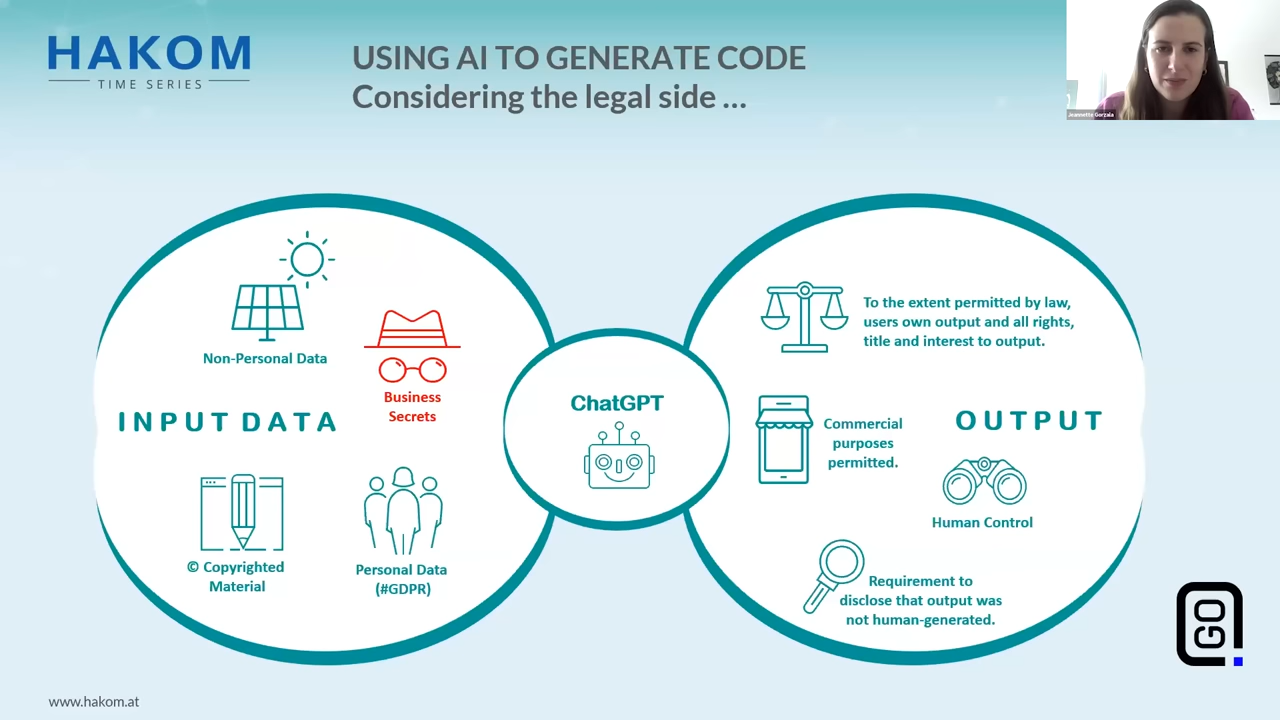 HAKOM
TIME SERIES
USING AI TO GENERATE CODE
Considering the legal side ...
Jeannette Gorzala
Non-Personal Data
Business
Secrets
INPUT DATA
© Copyrighted
Material
Personal Data
(#GDPR)
ChatGPT
To the extent permitted by law,
users own output and all rights,
title and interest to output.
Commercial
purposes
permitted.
OUTPUT
Human Control
Requirement to
disclose that output was
not human-generated.
GO
www.hakom.at